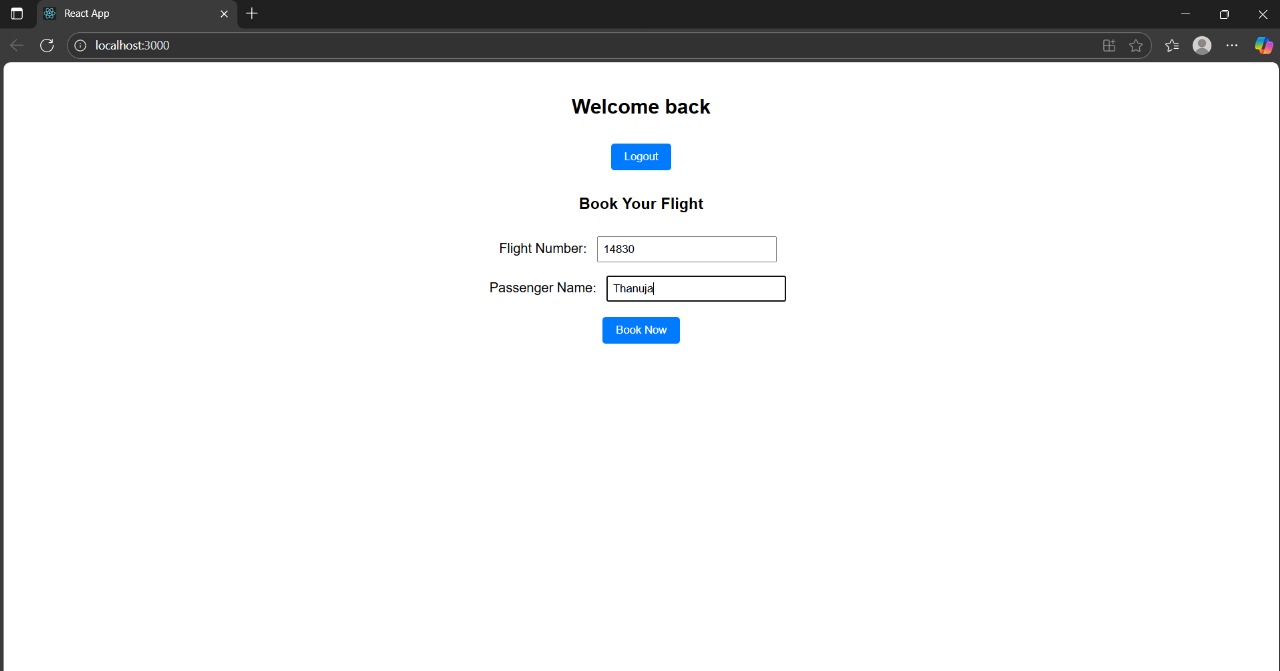 React App
localhost:3000
Welcome back
Logout
Book Your Flight
Flight Number: 14830
Passenger Name: Thanuja
Book Now